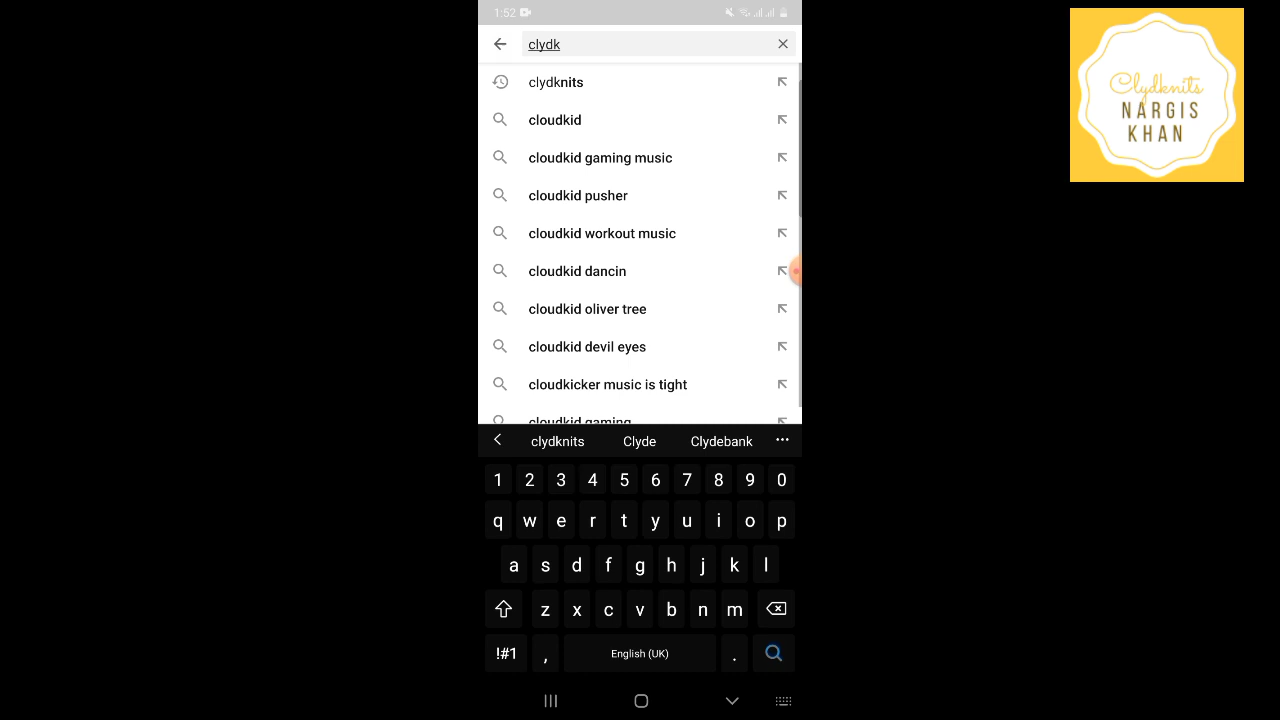 1:52
clydk
clydknits
cloudkid
cloudkid gaming music
cloudkid pusher
cloudkid workout music
cloudkid dancin
cloudkid oliver tree
cloudkid devil eyes
cloudkicker music is tight
cloudkid gaming
clydknits Clyde Clydebank
1 2 3 4 5 6 7 8 9 0
q w e r t y u i o p
a s d f g h j k l
z x c v b n m
!#1 , English (UK) .
Clydknits
NARGIS
KHAN